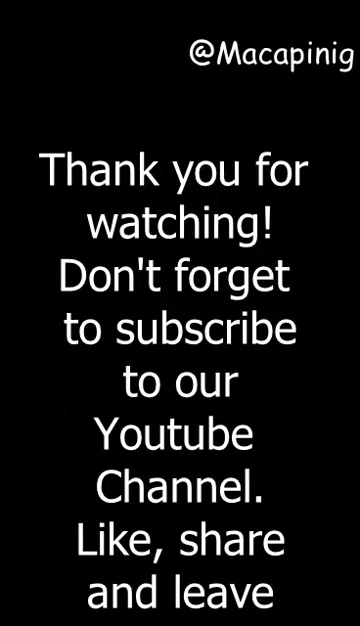 @Macapinig
Thank you for
watching!
Don't forget
to subscribe
to our
Youtube
Channel.
Like, share
and leave